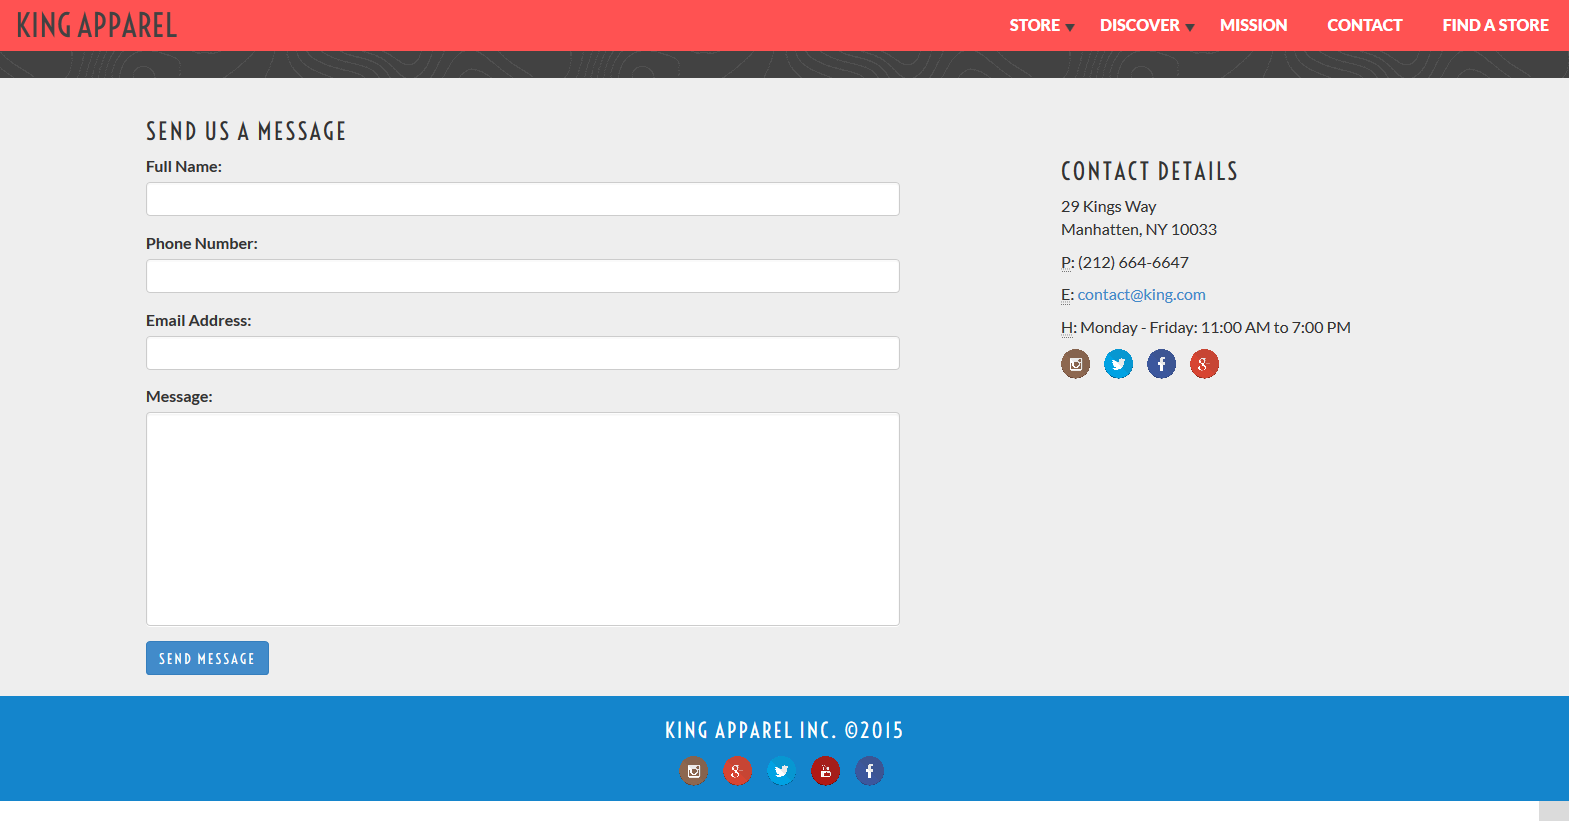 KING APPAREL
STORE
DISCOVER
MISSION
CONTACT
FIND A STORE
SEND US A MESSAGE
Full Name:
Phone Number:
Email Address:
Message:
SEND MESSAGE
CONTACT DETAILS
29 Kings Way
Manhatten, NY 10033
P: (212) 664-6647
E: contact@king.com
H: Monday - Friday: 11:00 AM to 7:00 PM
KING APPAREL INC. ©2015